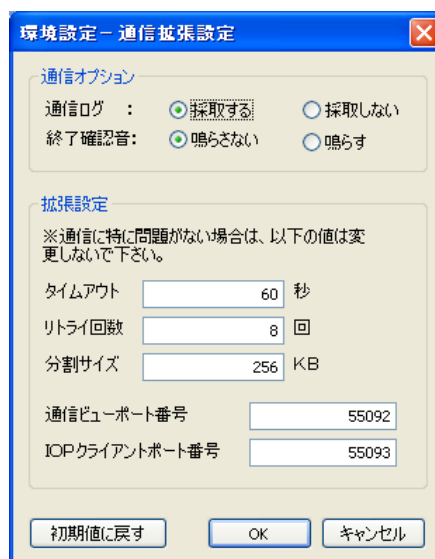 環境設定－通信拡張設定
通信オプション
通信ログ ： 採取する 採取しない
終了確認音： 鳴らさない 鳴らす
拡張設定
※通信に特に問題がない場合は、以下の値は変
更しないで下さい。
タイムアウト 60 秒
リトライ回数 8 回
分割サイズ 256 KB
通信ビューポート番号 55092
IOPクライアントポート番号 55093
初期値に戻す OK キャンセル